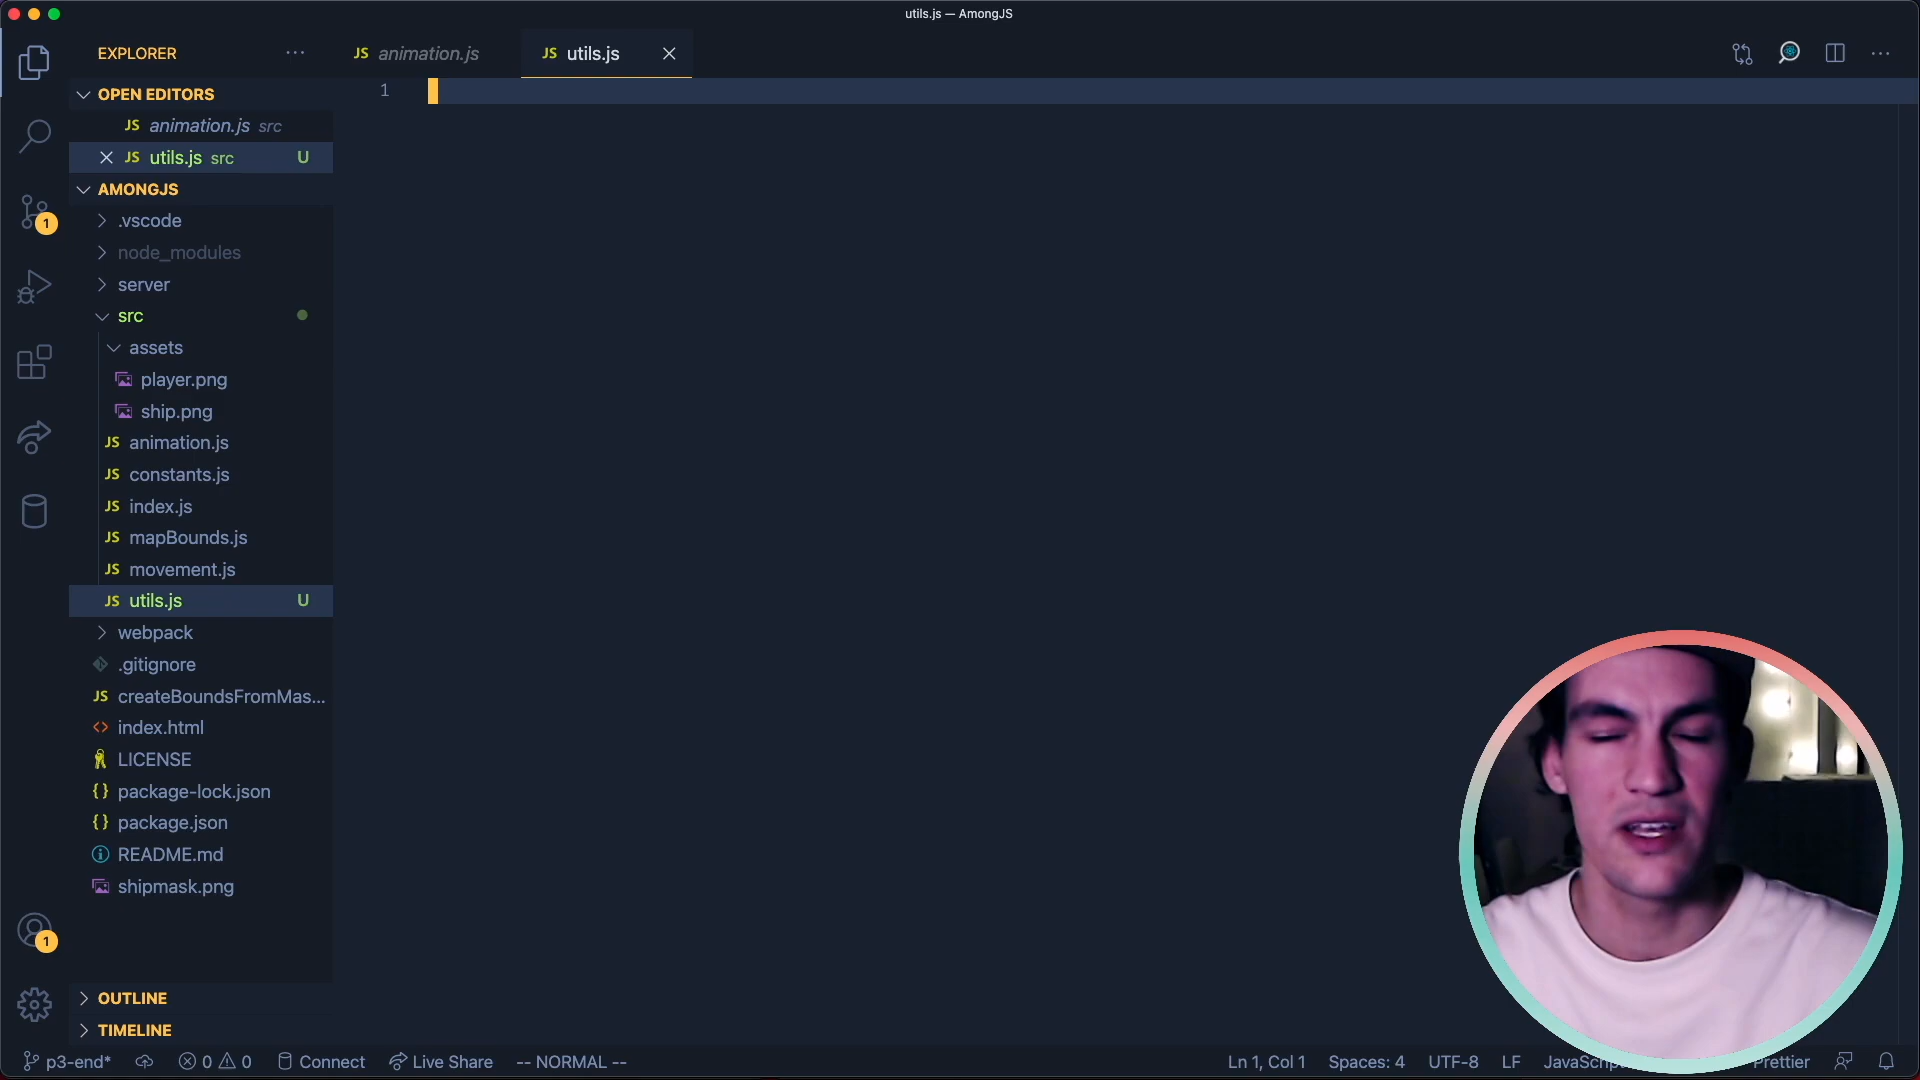 utils.js — AmongJS
EXPLORER
JS animation.js
JS utils.js
OPEN EDITORS
JS animation.js src
JS utils.js src U
AMONGJS
.vscode
node_modules
server
src
assets
player.png
ship.png
JS animation.js
JS constants.js
JS index.js
JS mapBounds.js
JS movement.js
JS utils.js U
webpack
.gitignore
JS createBoundsFromMas...
index.html
LICENSE
{} package-lock.json
{} package.json
README.md
shipmask.png
OUTLINE
TIMELINE
1
1
1
p3-end* 0 0 Connect Live Share -- NORMAL --
Ln 1, Col 1 Spaces: 4 UTF-8 LF